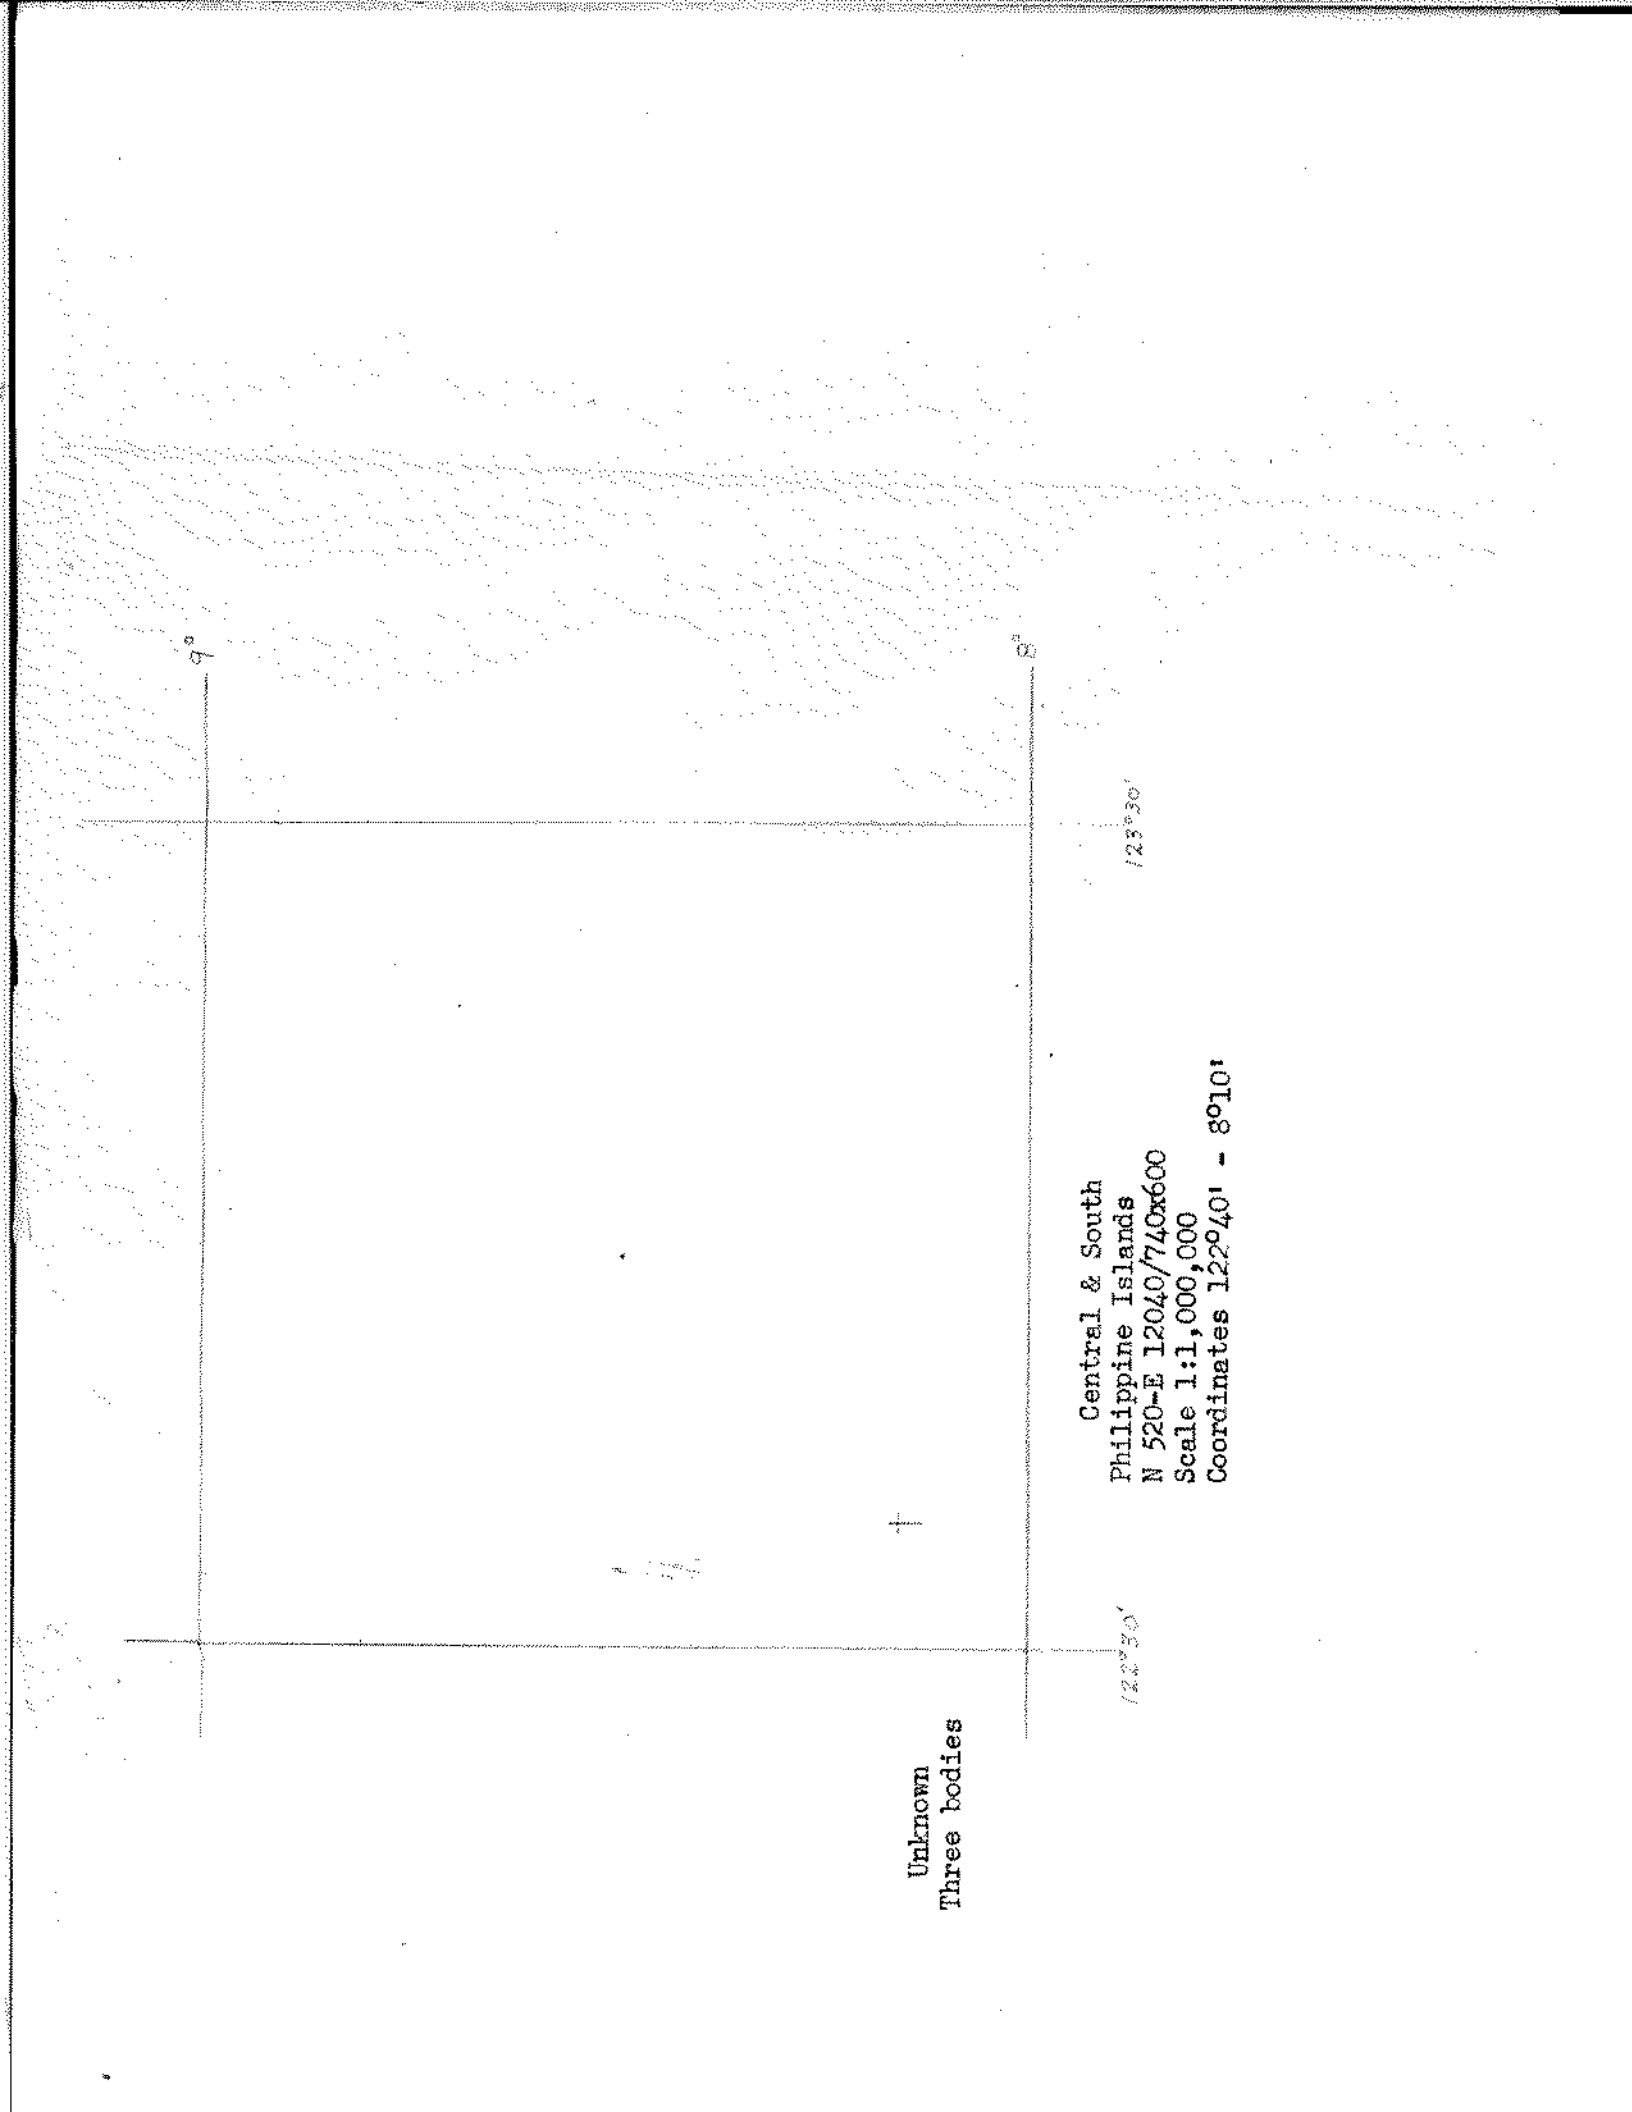 9°
8°
122°30'
123°30'
Unknown
Three bodies
Central & South
Philippine Islands
N 520-E 12040/740x600
Scale 1:1,000,000
Coordinates 122°40' - 8°10'